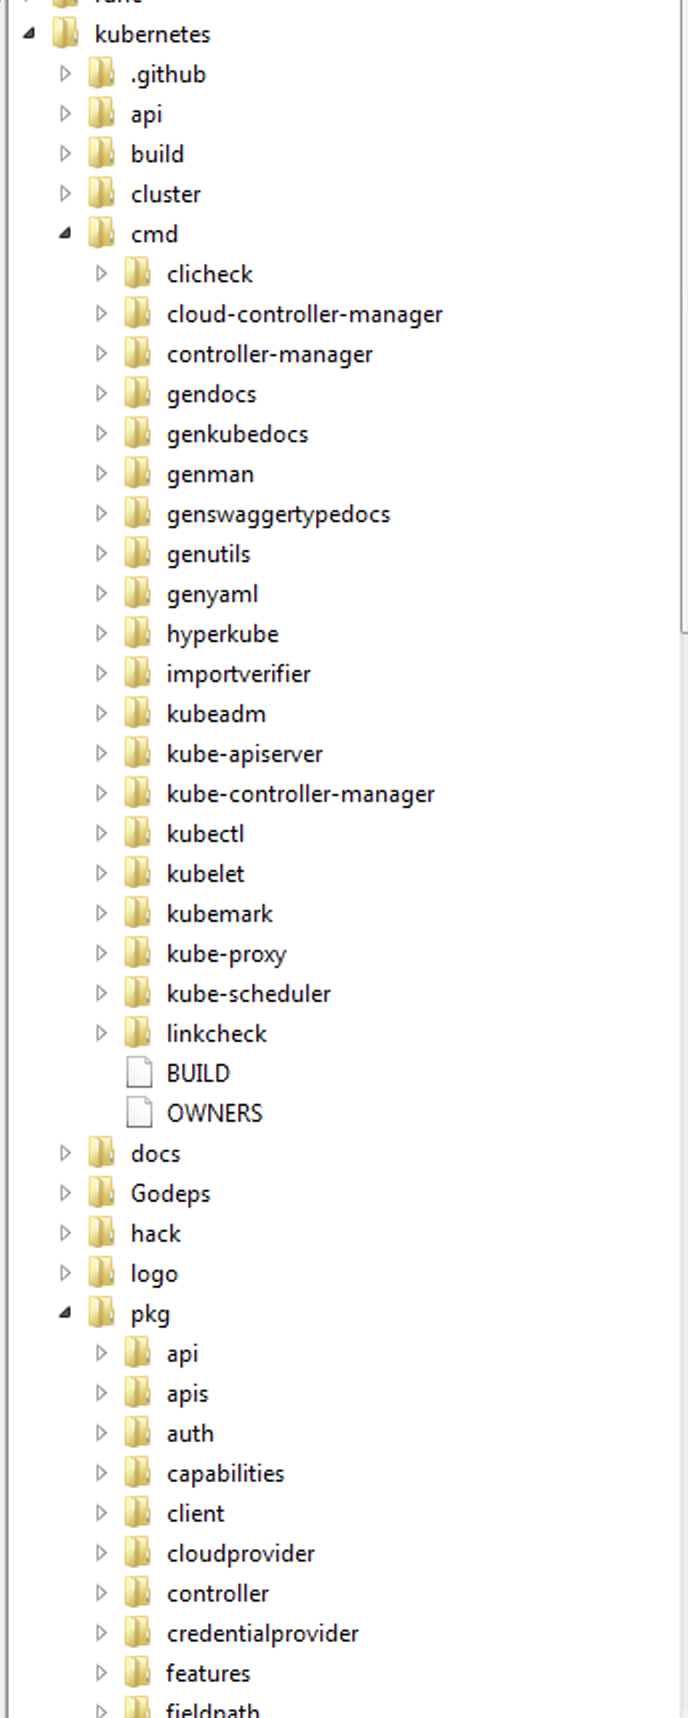 kubernetes
.github
api
build
cluster
cmd
clicheck
cloud-controller-manager
controller-manager
gendocs
genkubedocs
genman
genswaggertypedocs
genutils
genyaml
hyperkube
importverifier
kubeadm
kube-apiserver
kube-controller-manager
kubectl
kubelet
kubemark
kube-proxy
kube-scheduler
linkcheck
BUILD
OWNERS
docs
Godeps
hack
logo
pkg
api
apis
auth
capabilities
client
cloudprovider
controller
credentialprovider
features
fieldpath